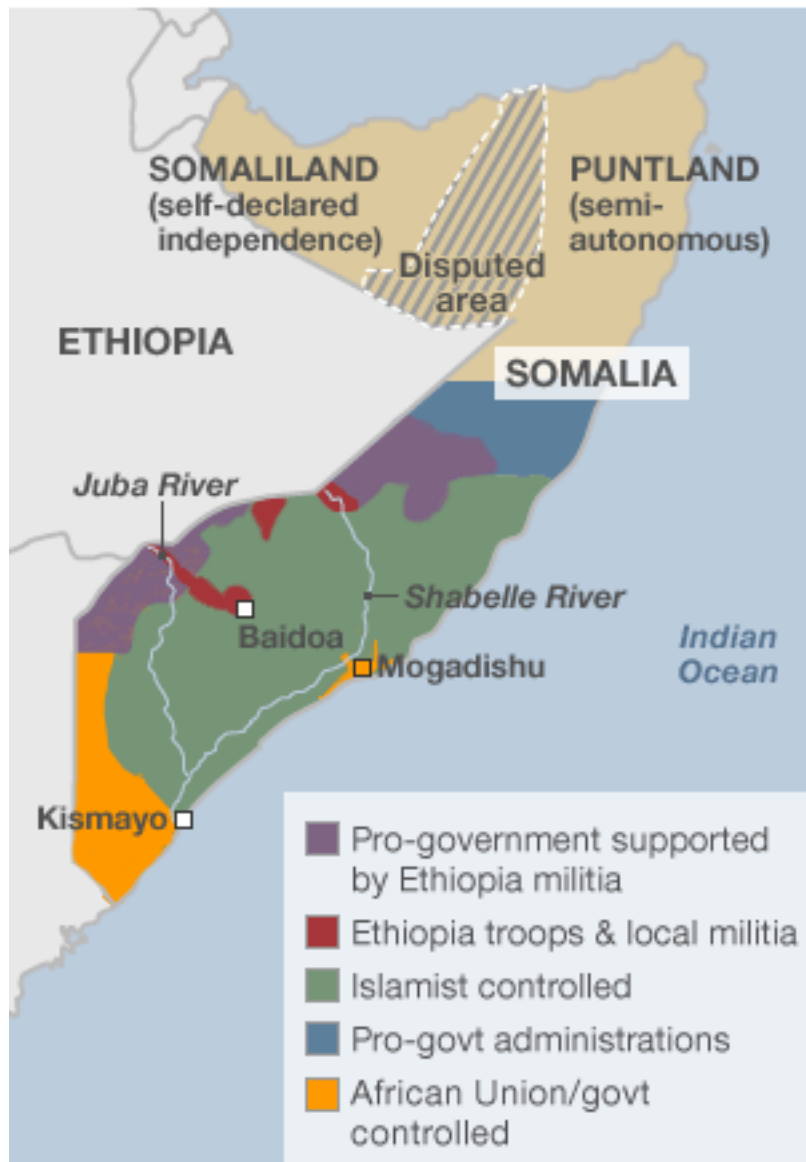 SOMALILAND
(self-declared
independence)
PUNTLAND
(semi-
autonomous)
Disputed
area
ETHIOPIA
SOMALIA
Juba River
Shabelle River
Baidoa
Mogadishu
Indian
Ocean
Kismayo
Pro-government supported
by Ethiopia militia
Ethiopia troops & local militia
Islamist controlled
Pro-govt administrations
African Union/govt
controlled